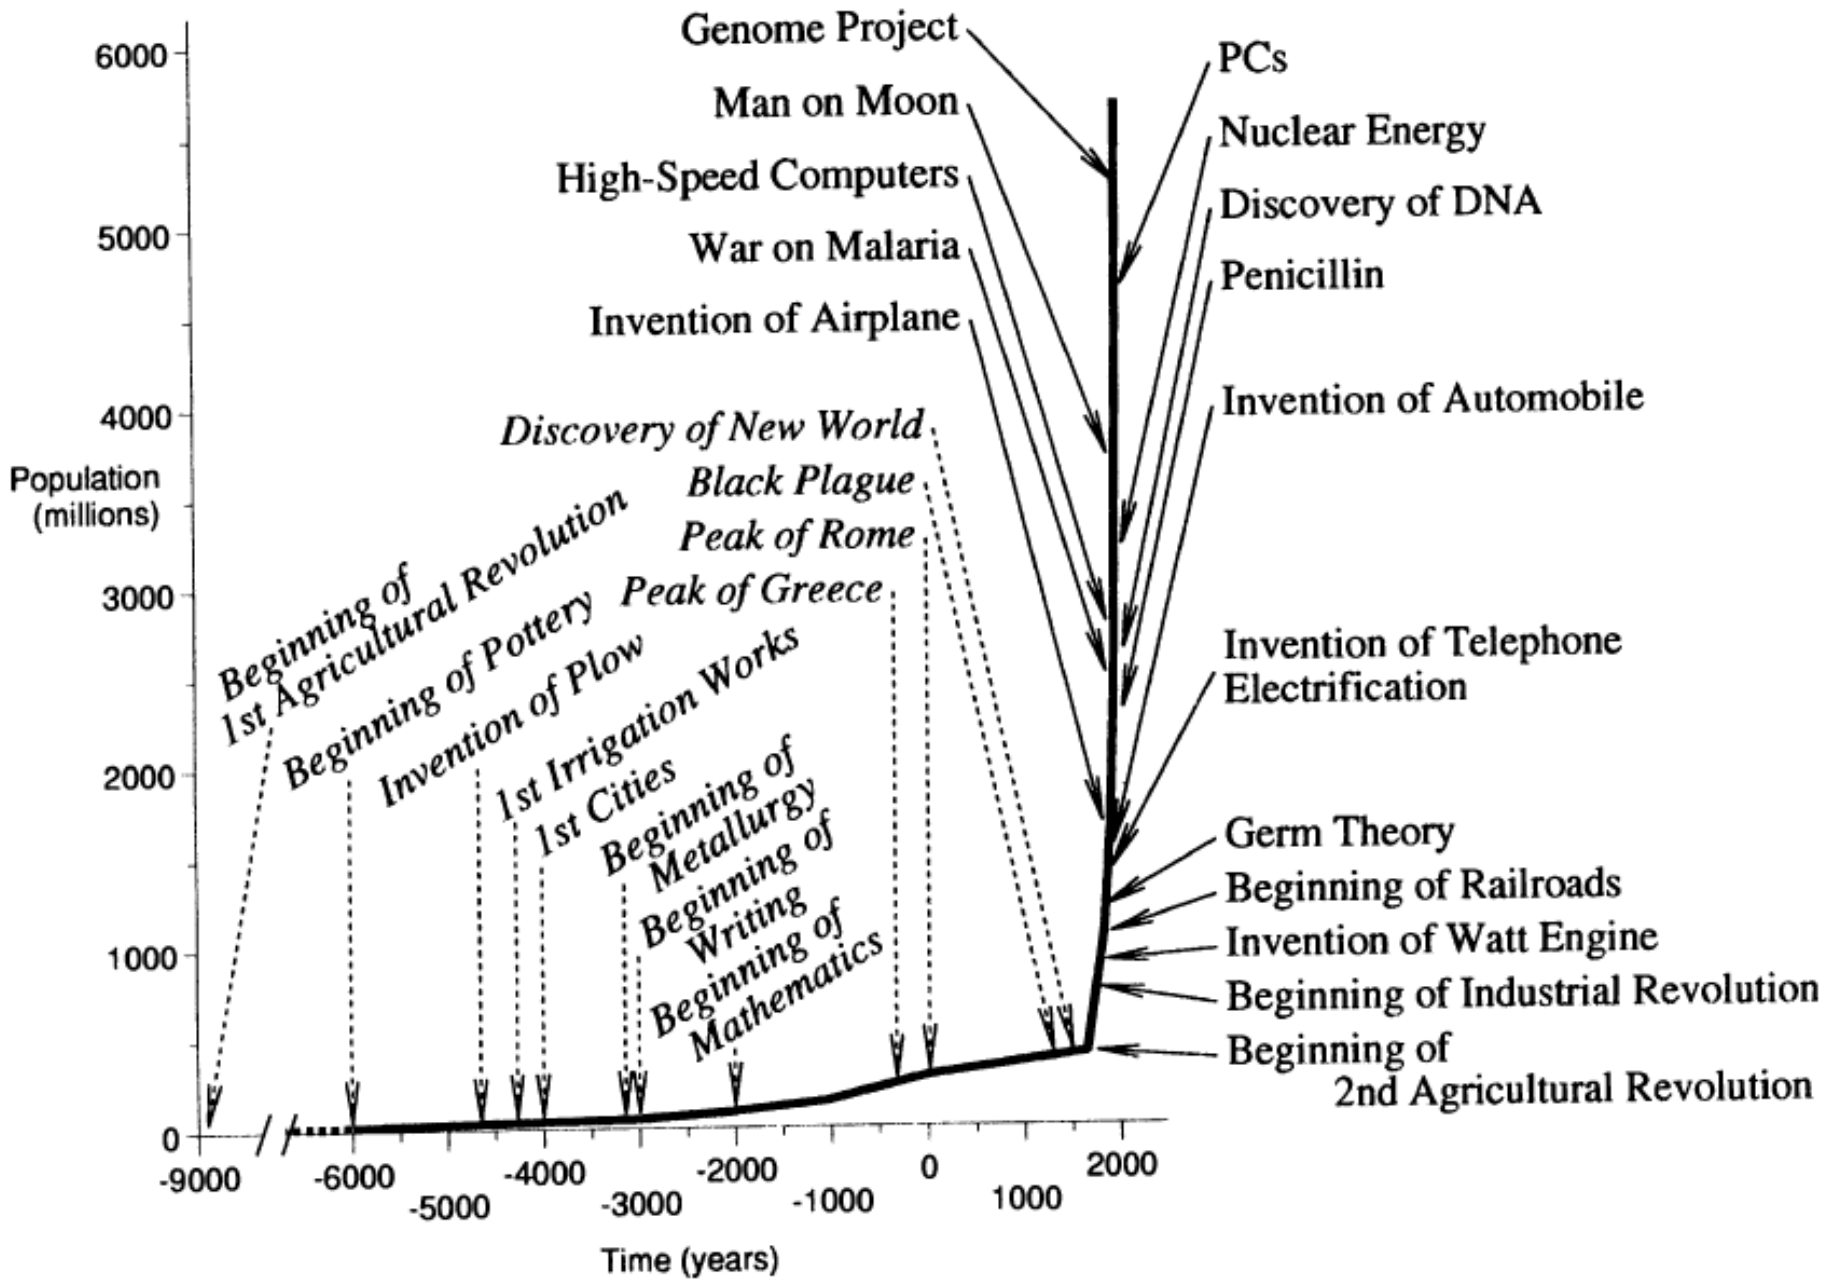 Genome Project
Man on Moon
High-Speed Computers
War on Malaria
Invention of Airplane
Discovery of New World
Black Plague
Peak of Rome
Peak of Greece
Beginning of
1st Agricultural Revolution
Beginning of Pottery
Invention of Plow
1st Irrigation Works
1st Cities
Beginning of
Metallurgy
Beginning of
Writing
Beginning of
Mathematics
PCs
Nuclear Energy
Discovery of DNA
Penicillin
Invention of Automobile
Invention of Telephone
Electrification
Germ Theory
Beginning of Railroads
Invention of Watt Engine
Beginning of Industrial Revolution
Beginning of
2nd Agricultural Revolution
6000
5000
4000
Population
(millions)
3000
2000
1000
0
-9000 -6000 -4000 -2000 0 2000
-5000 -3000 -1000 1000
Time (years)